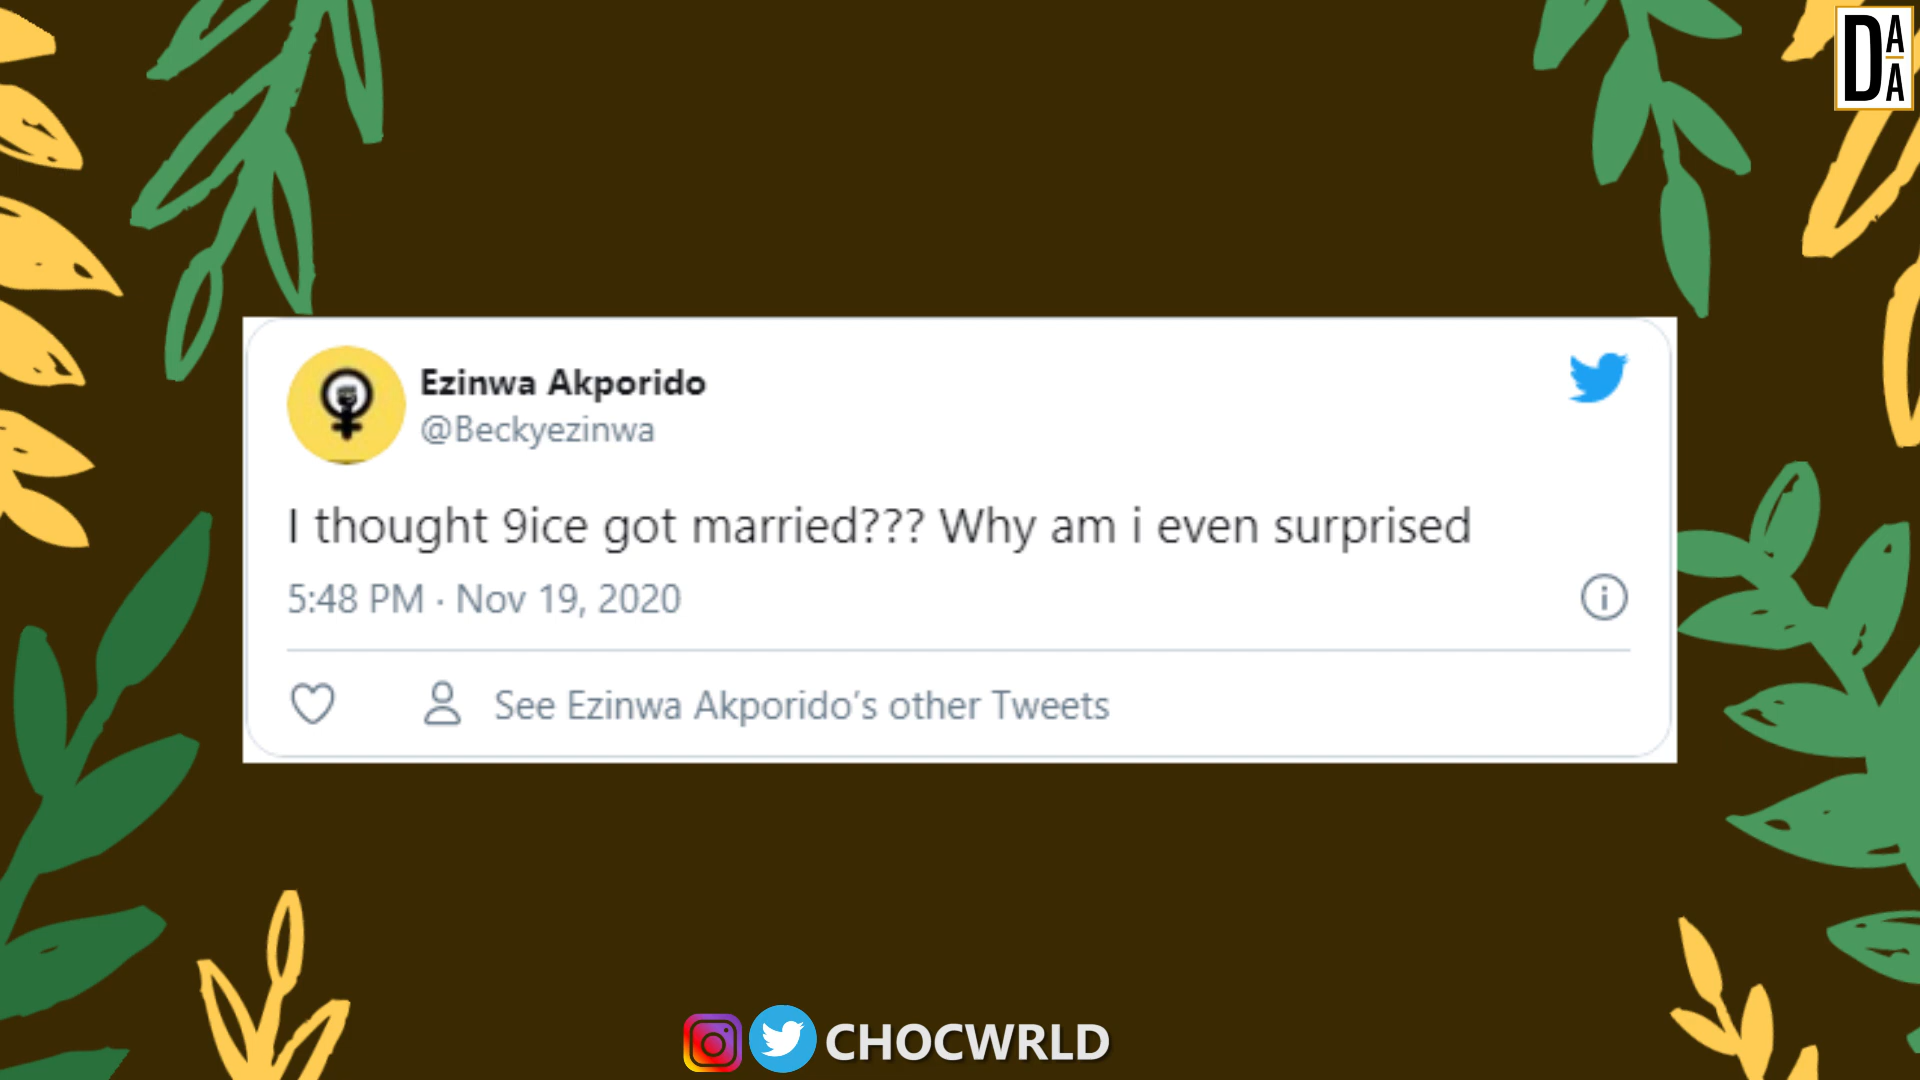 DAA
Ezinwa Akporido
@Beckyezinwa
I thought 9ice got married??? Why am i even surprised
5:48 PM · Nov 19, 2020
See Ezinwa Akporido's other Tweets
CHOCWRLD